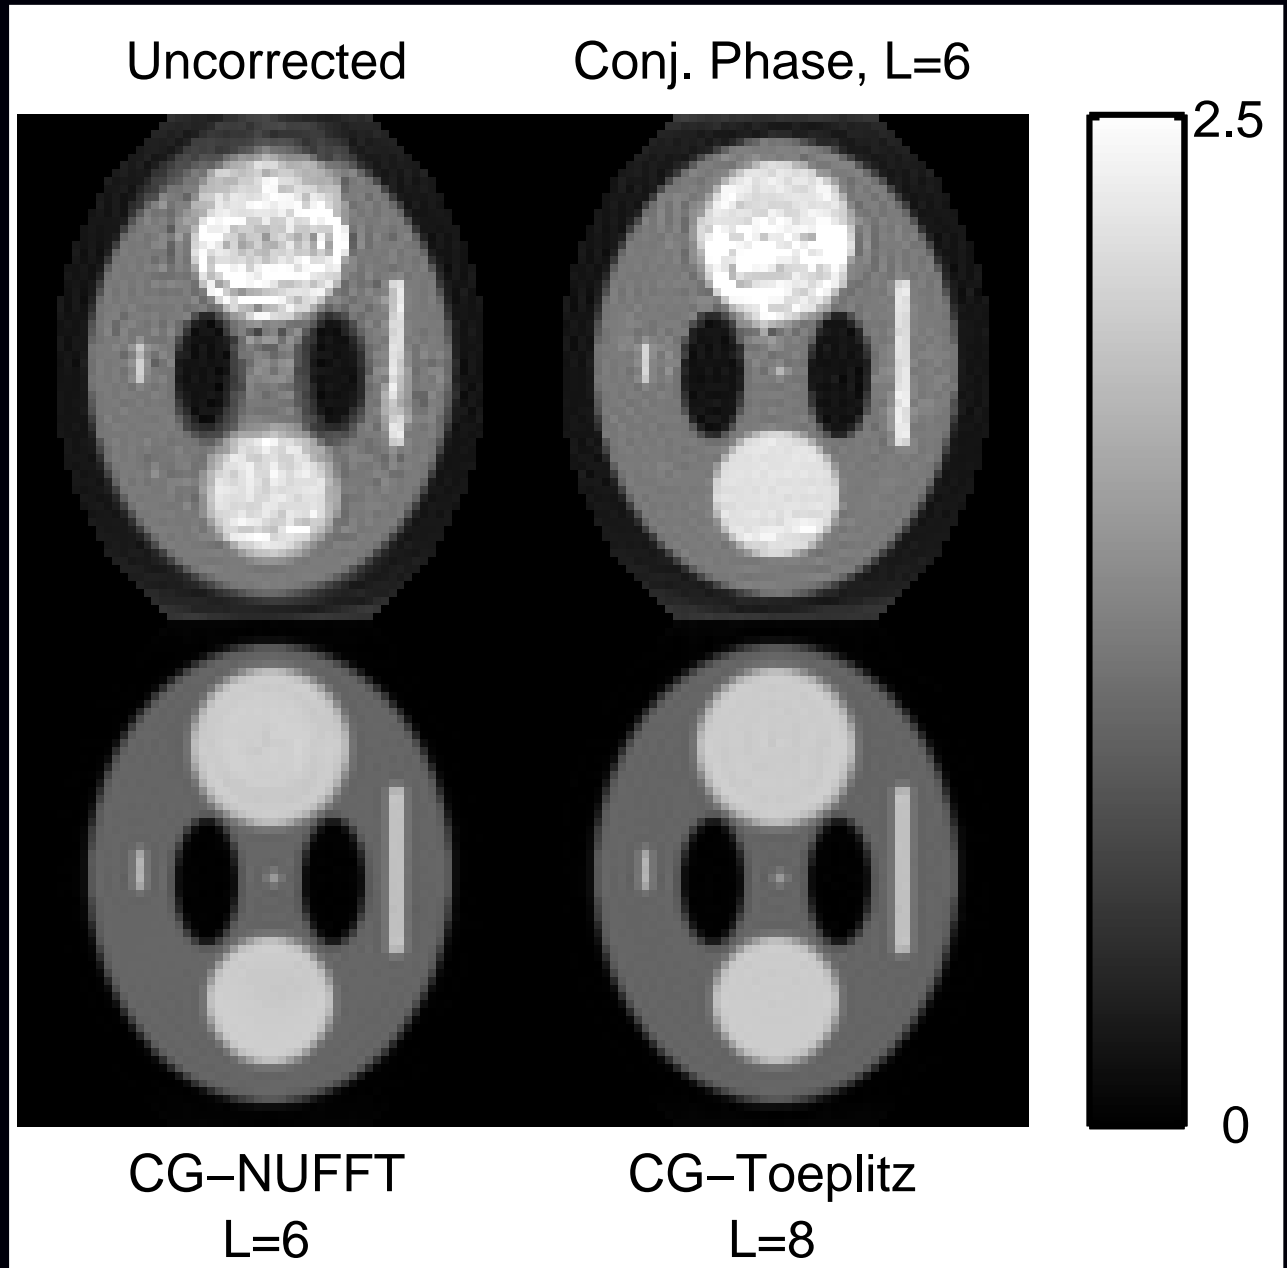 Uncorrected
Conj. Phase, L=6
2.5
0
CG–NUFFT
L=6
CG–Toeplitz
L=8